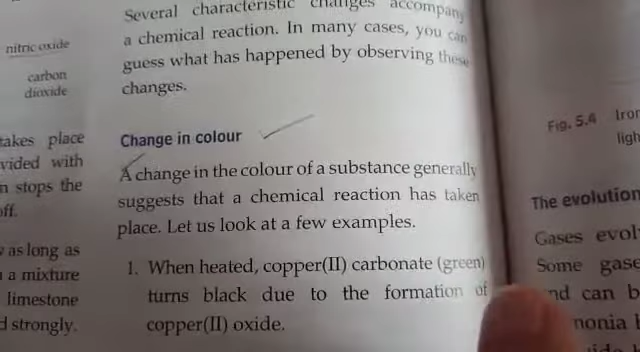 nitric oxide
carbon
dioxide
takes place
vided with
n stops the
off.
as long as
a mixture
limestone
d strongly.
Several characteristic changes accompany
a chemical reaction. In many cases, you can
guess what has happened by observing these
changes.
Change in colour
A change in the colour of a substance generally
suggests that a chemical reaction has taken
place. Let us look at a few examples.
1. When heated, copper(II) carbonate (green)
turns black due to the formation of
copper(II) oxide.
Fig. 5.4 Iron
ligh
The evolution
Gases evol
Some gase
nd can b
nonia